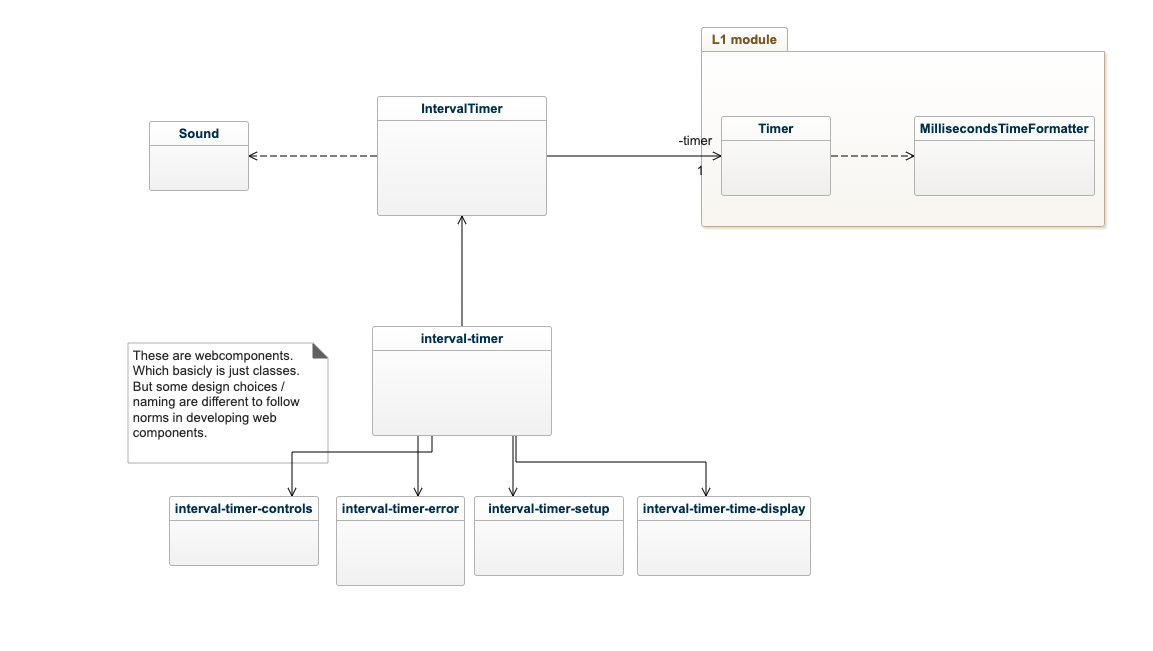 L1 module
IntervalTimer
Sound
Timer
MillisecondsTimeFormatter
-timer
1
interval-timer
These are webcomponents.
Which basicly is just classes.
But some design choices /
naming are different to follow
norms in developing web
components.
interval-timer-controls
interval-timer-error
interval-timer-setup
interval-timer-time-display